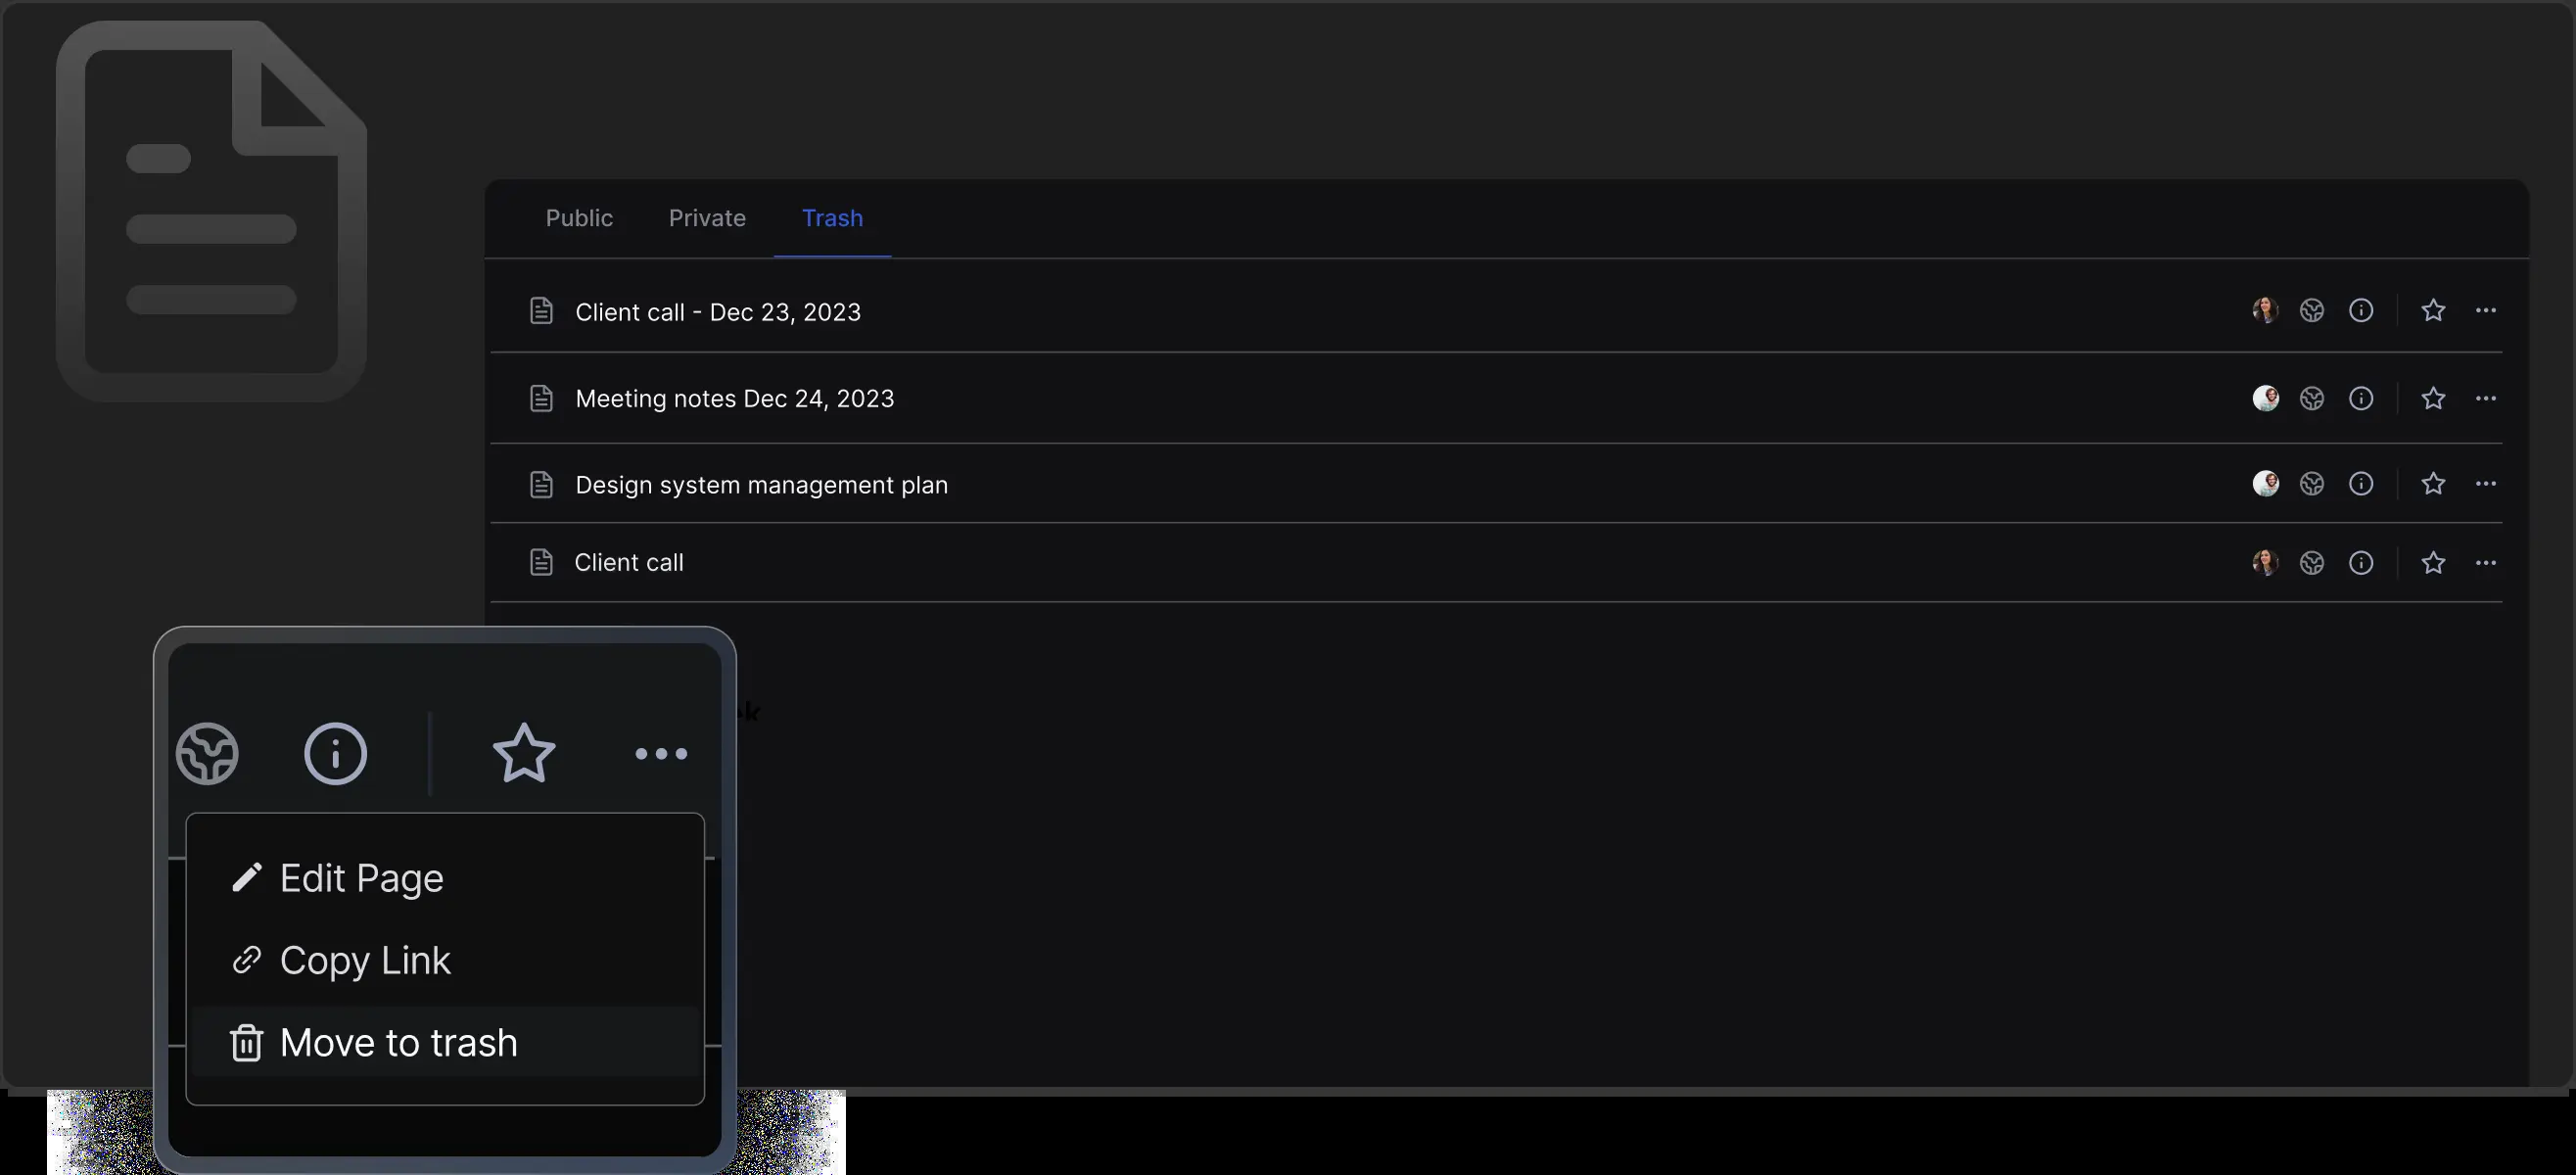 Public Private Trash
Client call - Dec 23, 2023
Meeting notes Dec 24, 2023
Design system management plan
Client call
Edit Page
Copy Link
Move to trash